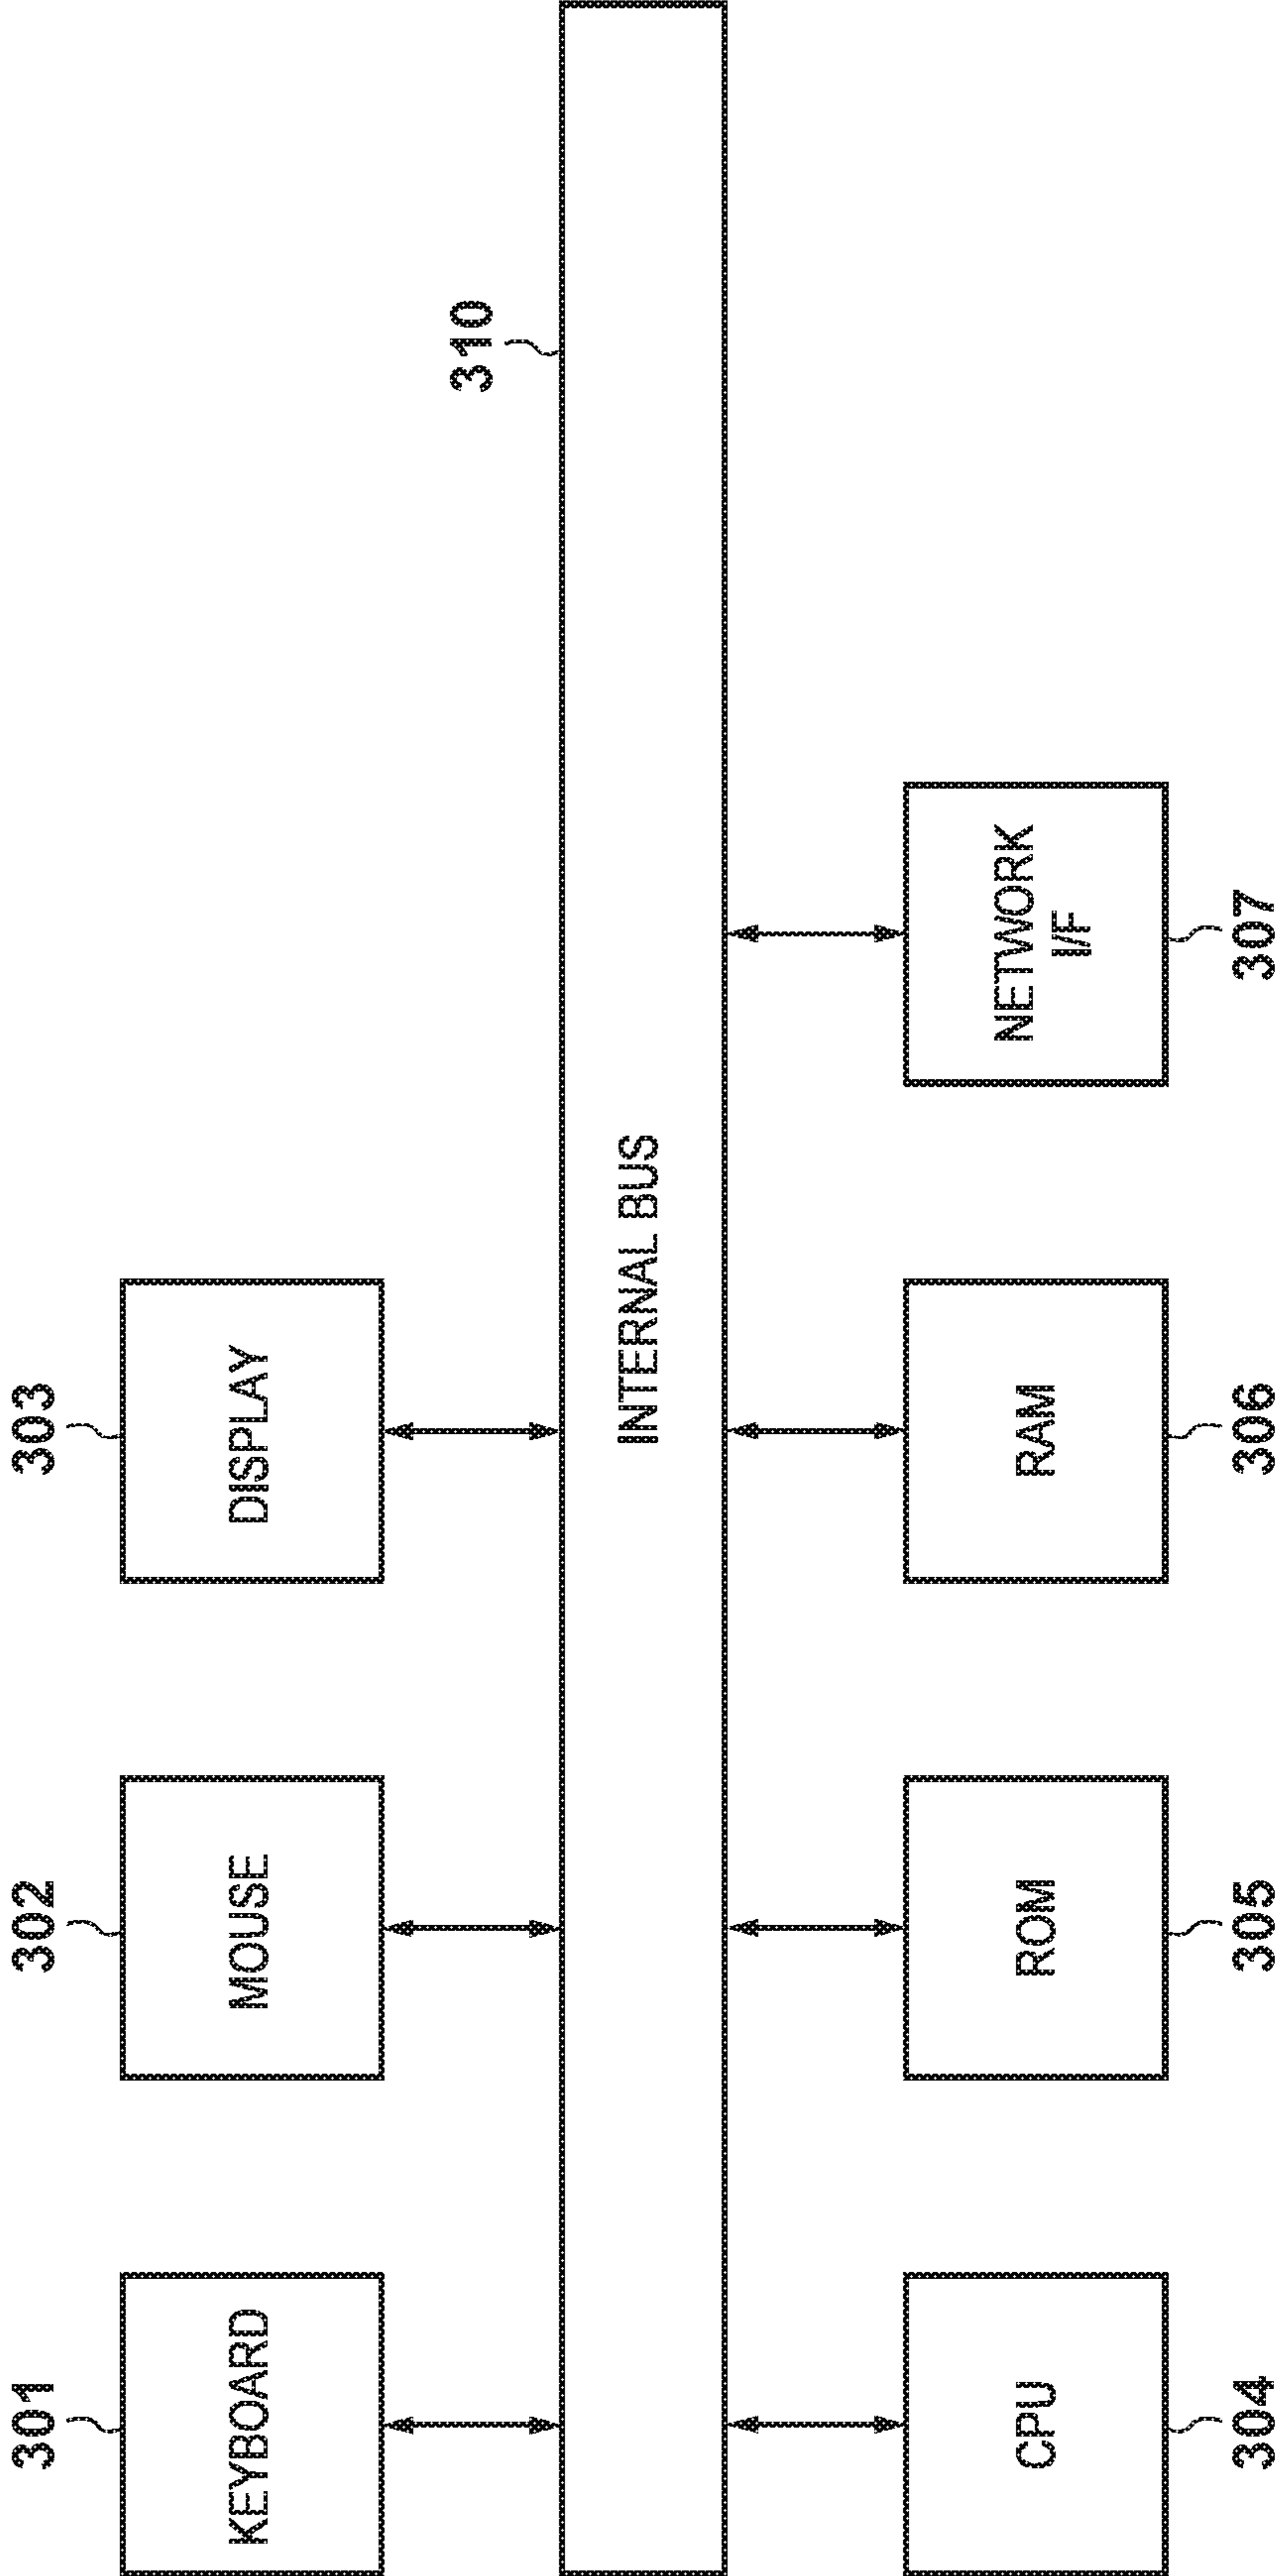 301
302
303
KEYBOARD
MOUSE
DISPLAY
310
INTERNAL BUS
CPU
ROM
RAM
NETWORK
I/F
304
305
306
307